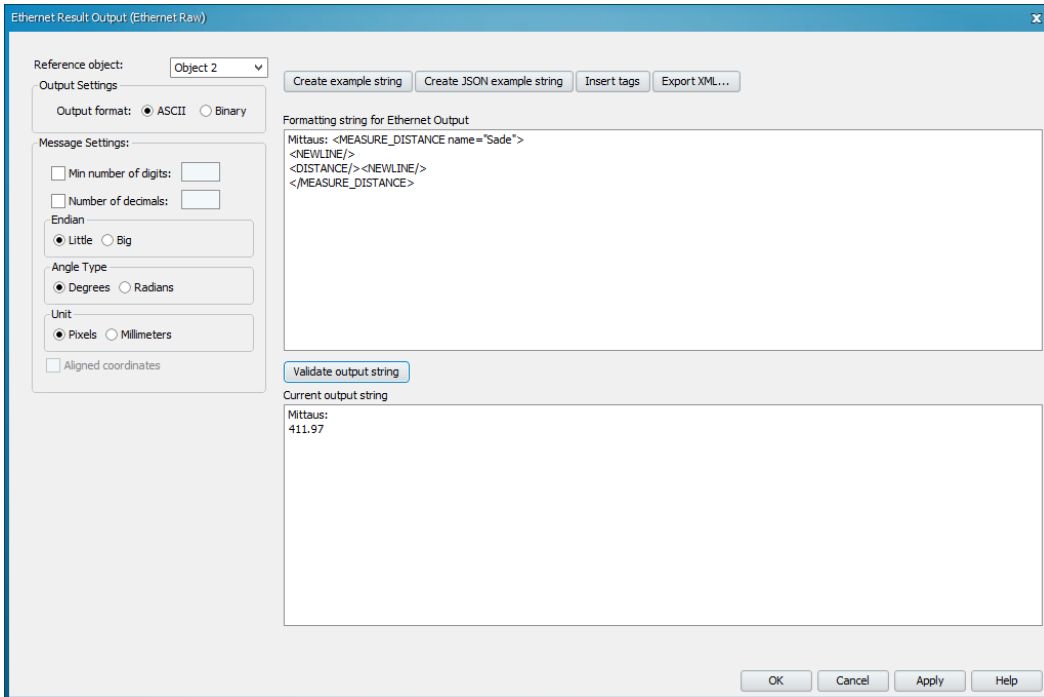 Ethernet Result Output (Ethernet Raw)
Reference object: Object 2
Output Settings
Output format: ASCII Binary
Message Settings:
Min number of digits:
Number of decimals:
Endian
Little Big
Angle Type
Degrees Radians
Unit
Pixels Millimeters
Aligned coordinates
Create example string Create JSON example string Insert tags Export XML...
Formatting string for Ethernet Output
Mittaus: <MEASURE_DISTANCE name="Sade">
<NEWLINE/>
<DISTANCE/><NEWLINE/>
</MEASURE_DISTANCE>
Validate output string
Current output string
Mittaus:
411.97
OK Cancel Apply Help